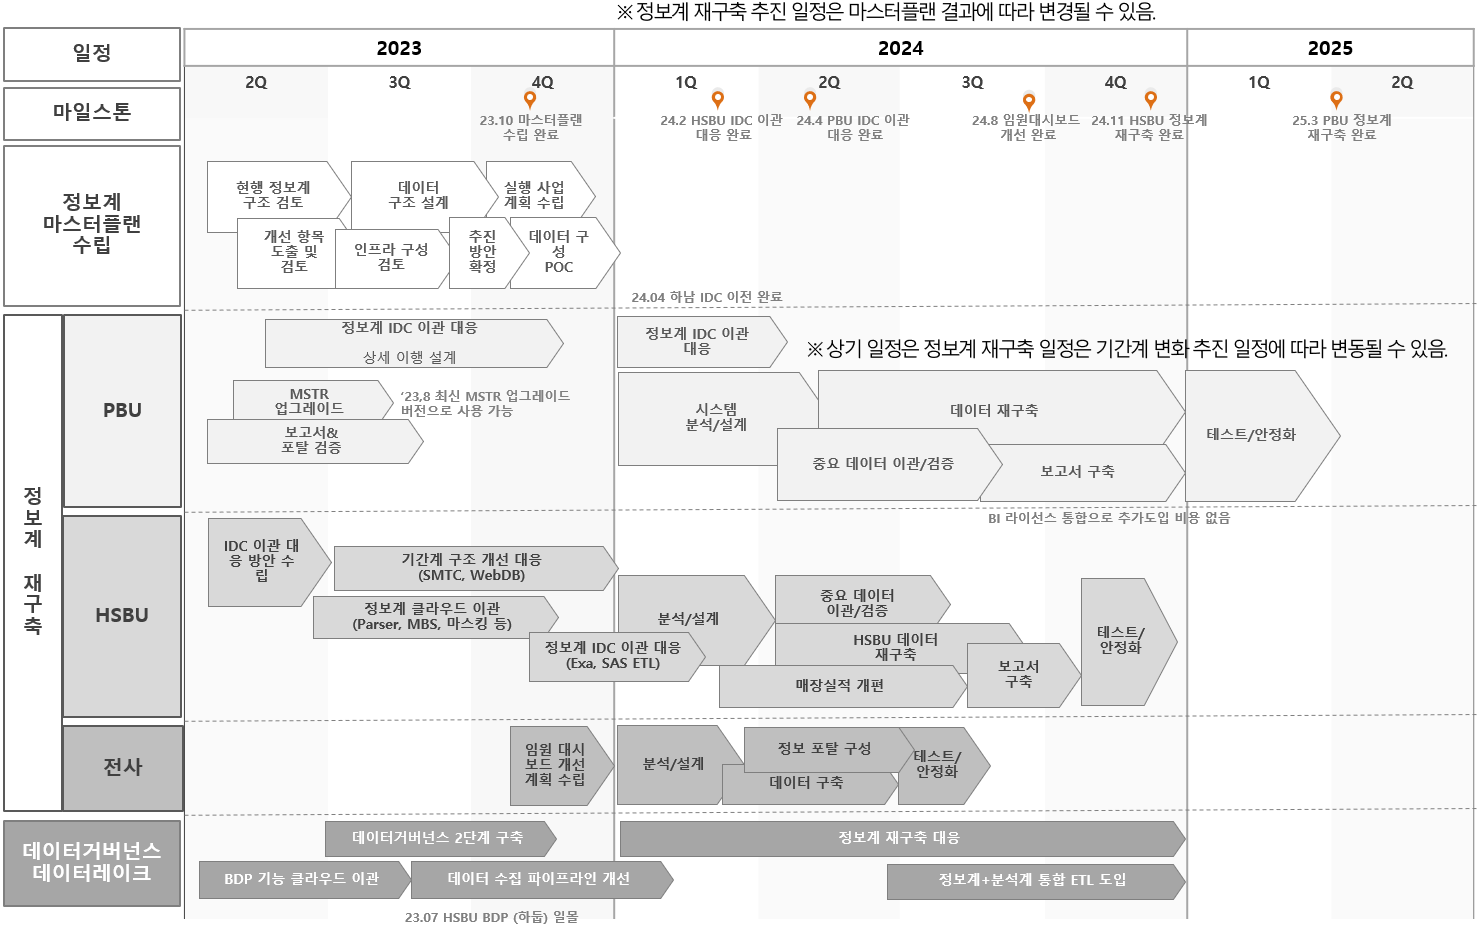 ※ 정보계 재구축 추진 일정은 마스터플랜 결과에 따라 변경될 수 있음.
일정
2023
2024
2025
2Q
3Q
4Q
1Q
2Q
3Q
4Q
1Q
2Q
마일스톤
23.10 마스터플랜
수립 완료
24.2 HSBU IDC 이관
대응 완료
24.4 PBU IDC 이관
대응 완료
24.8 임원대시보드
개선 완료
24.11 HSBU 정보계
재구축 완료
25.3 PBU 정보계
재구축 완료
정보계
마스터플랜
수립
현행 정보계
구조 검토
데이터
구조 설계
실행 사업
계획 수립
개선 항목
도출 및
검토
인프라 구성
검토
추진
방안
확정
데이터 구
성
POC
24.04 하남 IDC 이전 완료
정보계 재구축
PBU
정보계 IDC 이관 대응
상세 이행 설계
정보계 IDC 이관
대응
※ 상기 일정은 정보계 재구축 일정은 기간계 변화 추진 일정에 따라 변동될 수 있음.
MSTR
업그레이드
‘23,8 최신 MSTR 업그레이드
버전으로 사용 가능
보고서&
포탈 검증
시스템
분석/설계
데이터 재구축
테스트/안정화
중요 데이터 이관/검증
보고서 구축
BI 라이선스 통합으로 추가도입 비용 없음
HSBU
IDC 이관 대
응 방안 수
립
기간계 구조 개선 대응
(SMTC, WebDB)
정보계 클라우드 이관
(Parser, MBS, 마스킹 등)
정보계 IDC 이관 대응
(Exa, SAS ETL)
분석/설계
중요 데이터
이관/검증
HSBU 데이터
재구축
매장실적 개편
보고서
구축
테스트/
안정화
전사
임원 대시
보드 개선
계획 수립
분석/설계
정보 포탈 구성
데이터 구축
테스트/
안정화
데이터거버넌스
데이터레이크
데이터거버넌스 2단계 구축
정보계 재구축 대응
BDP 기능 클라우드 이관
데이터 수집 파이프라인 개선
정보계+분석계 통합 ETL 도입
23.07 HSBU BDP (하둡) 일몰